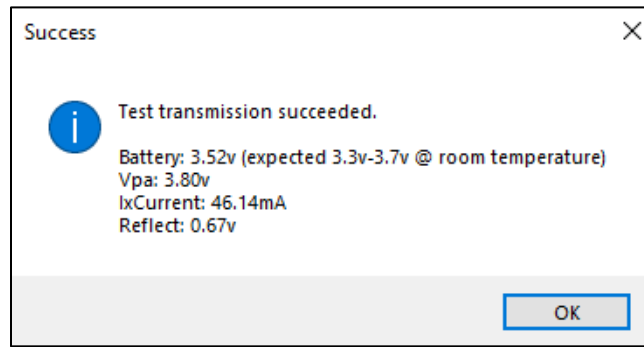 Success
Test transmission succeeded.
Battery: 3.52v (expected 3.3v-3.7v @ room temperature)
Vpa: 3.80v
IxCurrent: 46.14mA
Reflect: 0.67v
OK